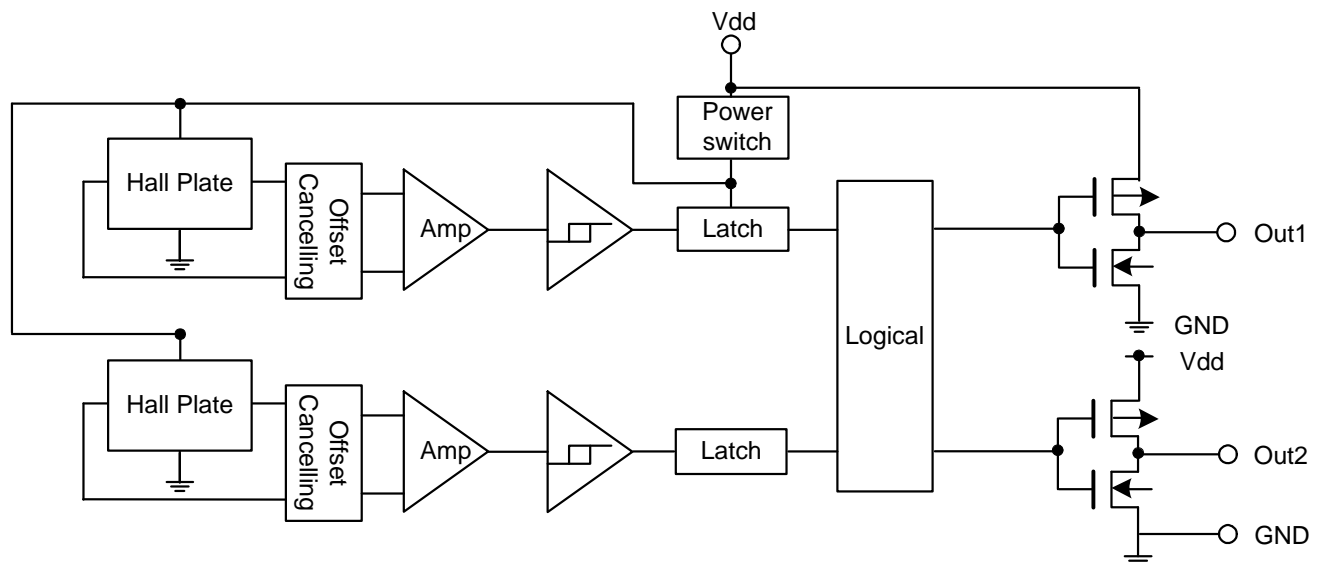 Vdd
Power
switch
Hall Plate
Offset
Cancelling
Amp
Latch
Out1
Logical
GND
Vdd
Hall Plate
Offset
Cancelling
Amp
Latch
Out2
GND